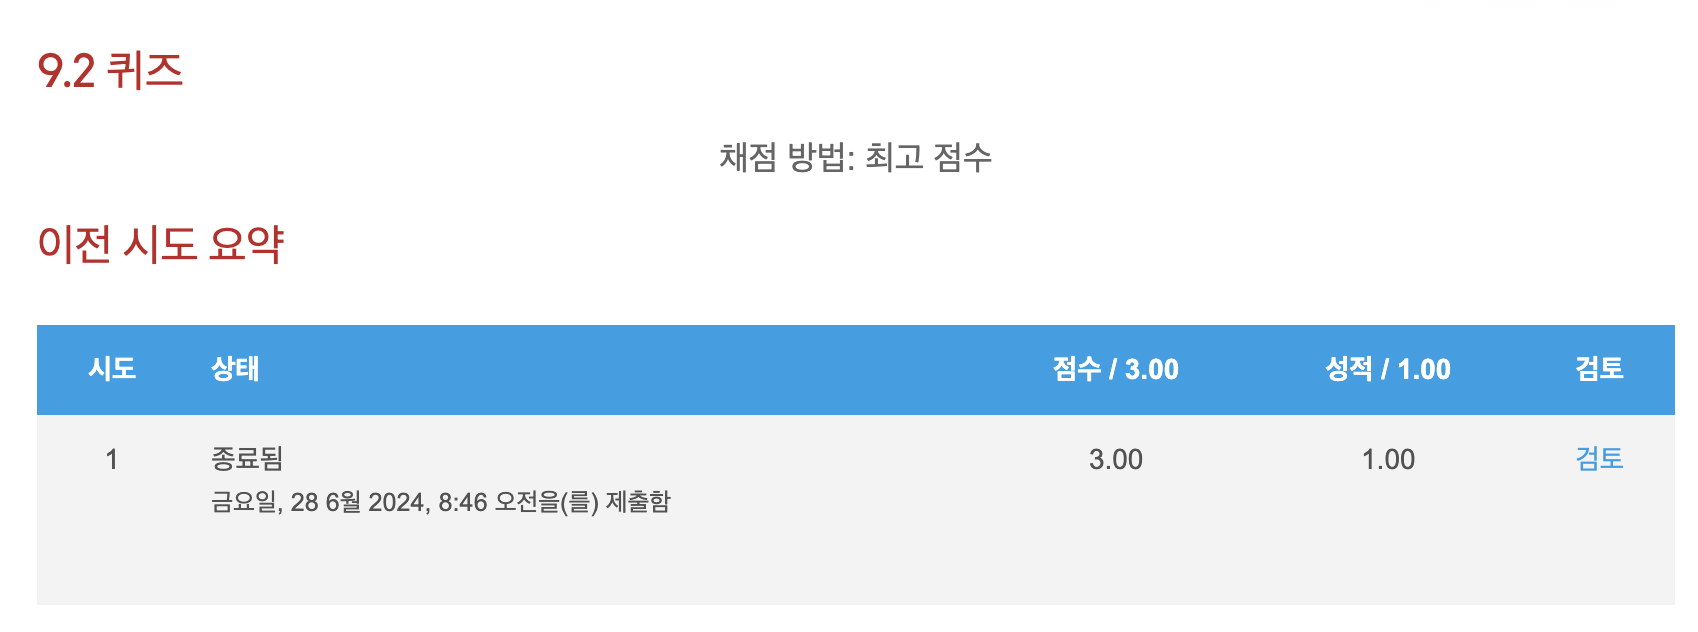 9.2 퀴즈
채점 방법: 최고 점수
이전 시도 요약
시도 상태 점수 / 3.00 성적 / 1.00 검토
1 종료됨 3.00 1.00 검토
금요일, 28 6월 2024, 8:46 오전을(를) 제출함